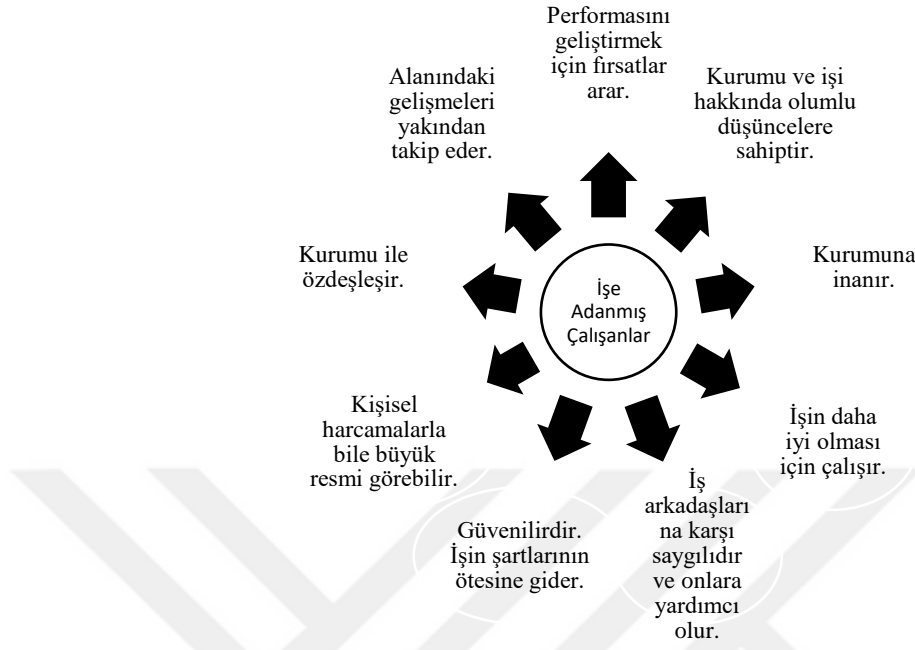 Performasını
geliştirmek
için fırsatlar
arar.
Kurumu ve işi
hakkında olumlu
düşüncelere
sahiptir.
Kurumuna
inanır.
İşin daha
iyi olması
için çalışır.
İş
arkadaşları
na karşı
saygılıdır
ve onlara
yardımcı
olur.
Güvenilirdir.
İşin şartlarının
ötesine gider.
Kişisel
harcamalarla
bile büyük
resmi görebilir.
Kurumu ile
özdeşleşir.
Alanındaki
gelişmeleri
yakından
takip eder.
İşe
Adanmış
Çalışanlar